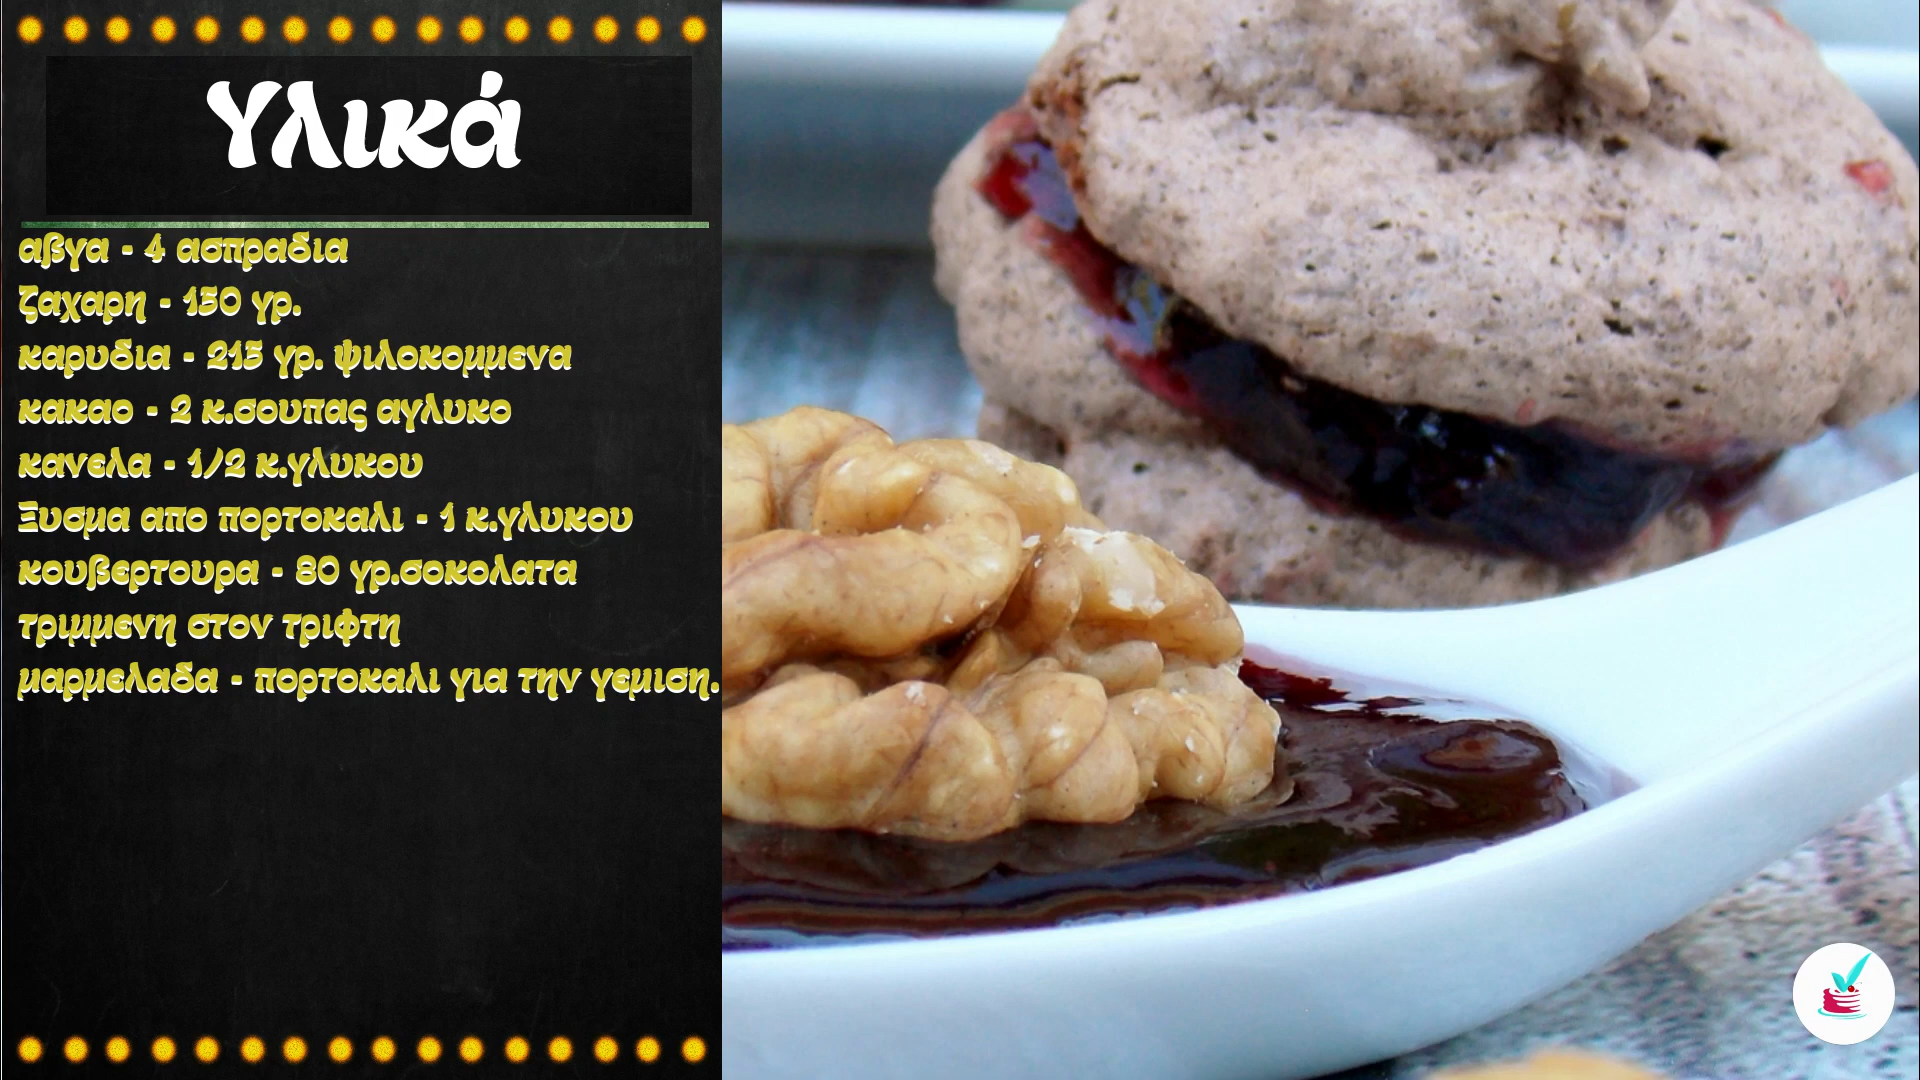 Υλικά
αβγα - 4 ασπραδια
ζαχαρη - 150 γρ.
καρυδια - 215 γρ. ψιλοκομμενα
κακαο - 2 κ.σουπας αγλυκο
κανελα - 1/2 κ.γλυκου
Ξυσμα απο πορτοκαλι - 1 κ.γλυκου
κουβερτουρα - 80 γρ.σοκολατα
τριμμενη στον τριφτη
μαρμελαδα - πορτοκαλι για την γεμιση.